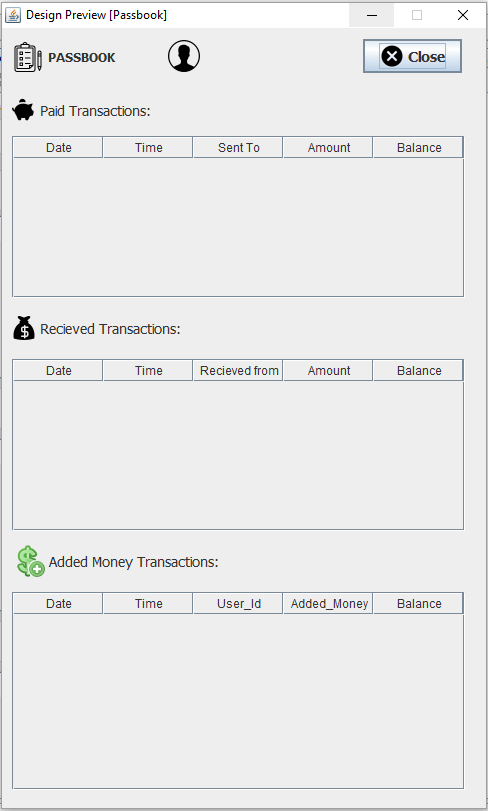 Design Preview [Passbook]
PASSBOOK
Close
Paid Transactions:
Date Time Sent To Amount Balance
$
Recieved Transactions:
Date Time Recieved from Amount Balance
$
Added Money Transactions:
Date Time User_Id Added_Money Balance